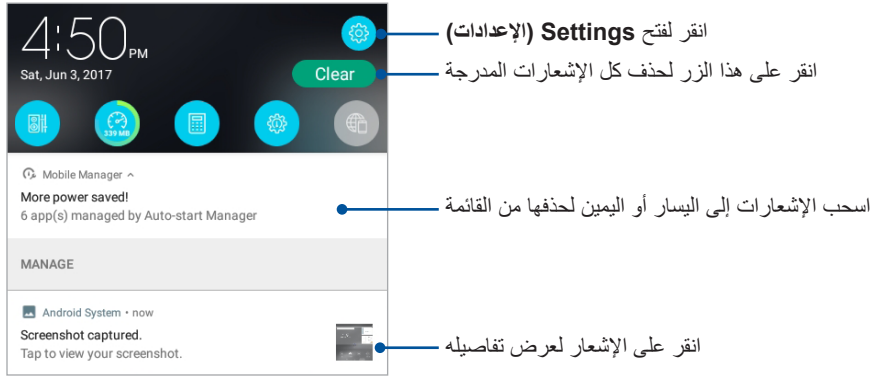 4:50 PM
انقر لفتح Settings (الإعدادات)
Sat, Jun 3, 2017
Clear
انقر على هذا الزر لحذف كل الإشعارات المدرجة
339 MB
Mobile Manager
More power saved!
6 app(s) managed by Auto-start Manager
اسحب الإشعارات إلى اليسار أو اليمين لحذفها من القائمة
MANAGE
Android System • now
Screenshot captured.
Tap to view your screenshot.
انقر على الإشعار لعرض تفاصيله